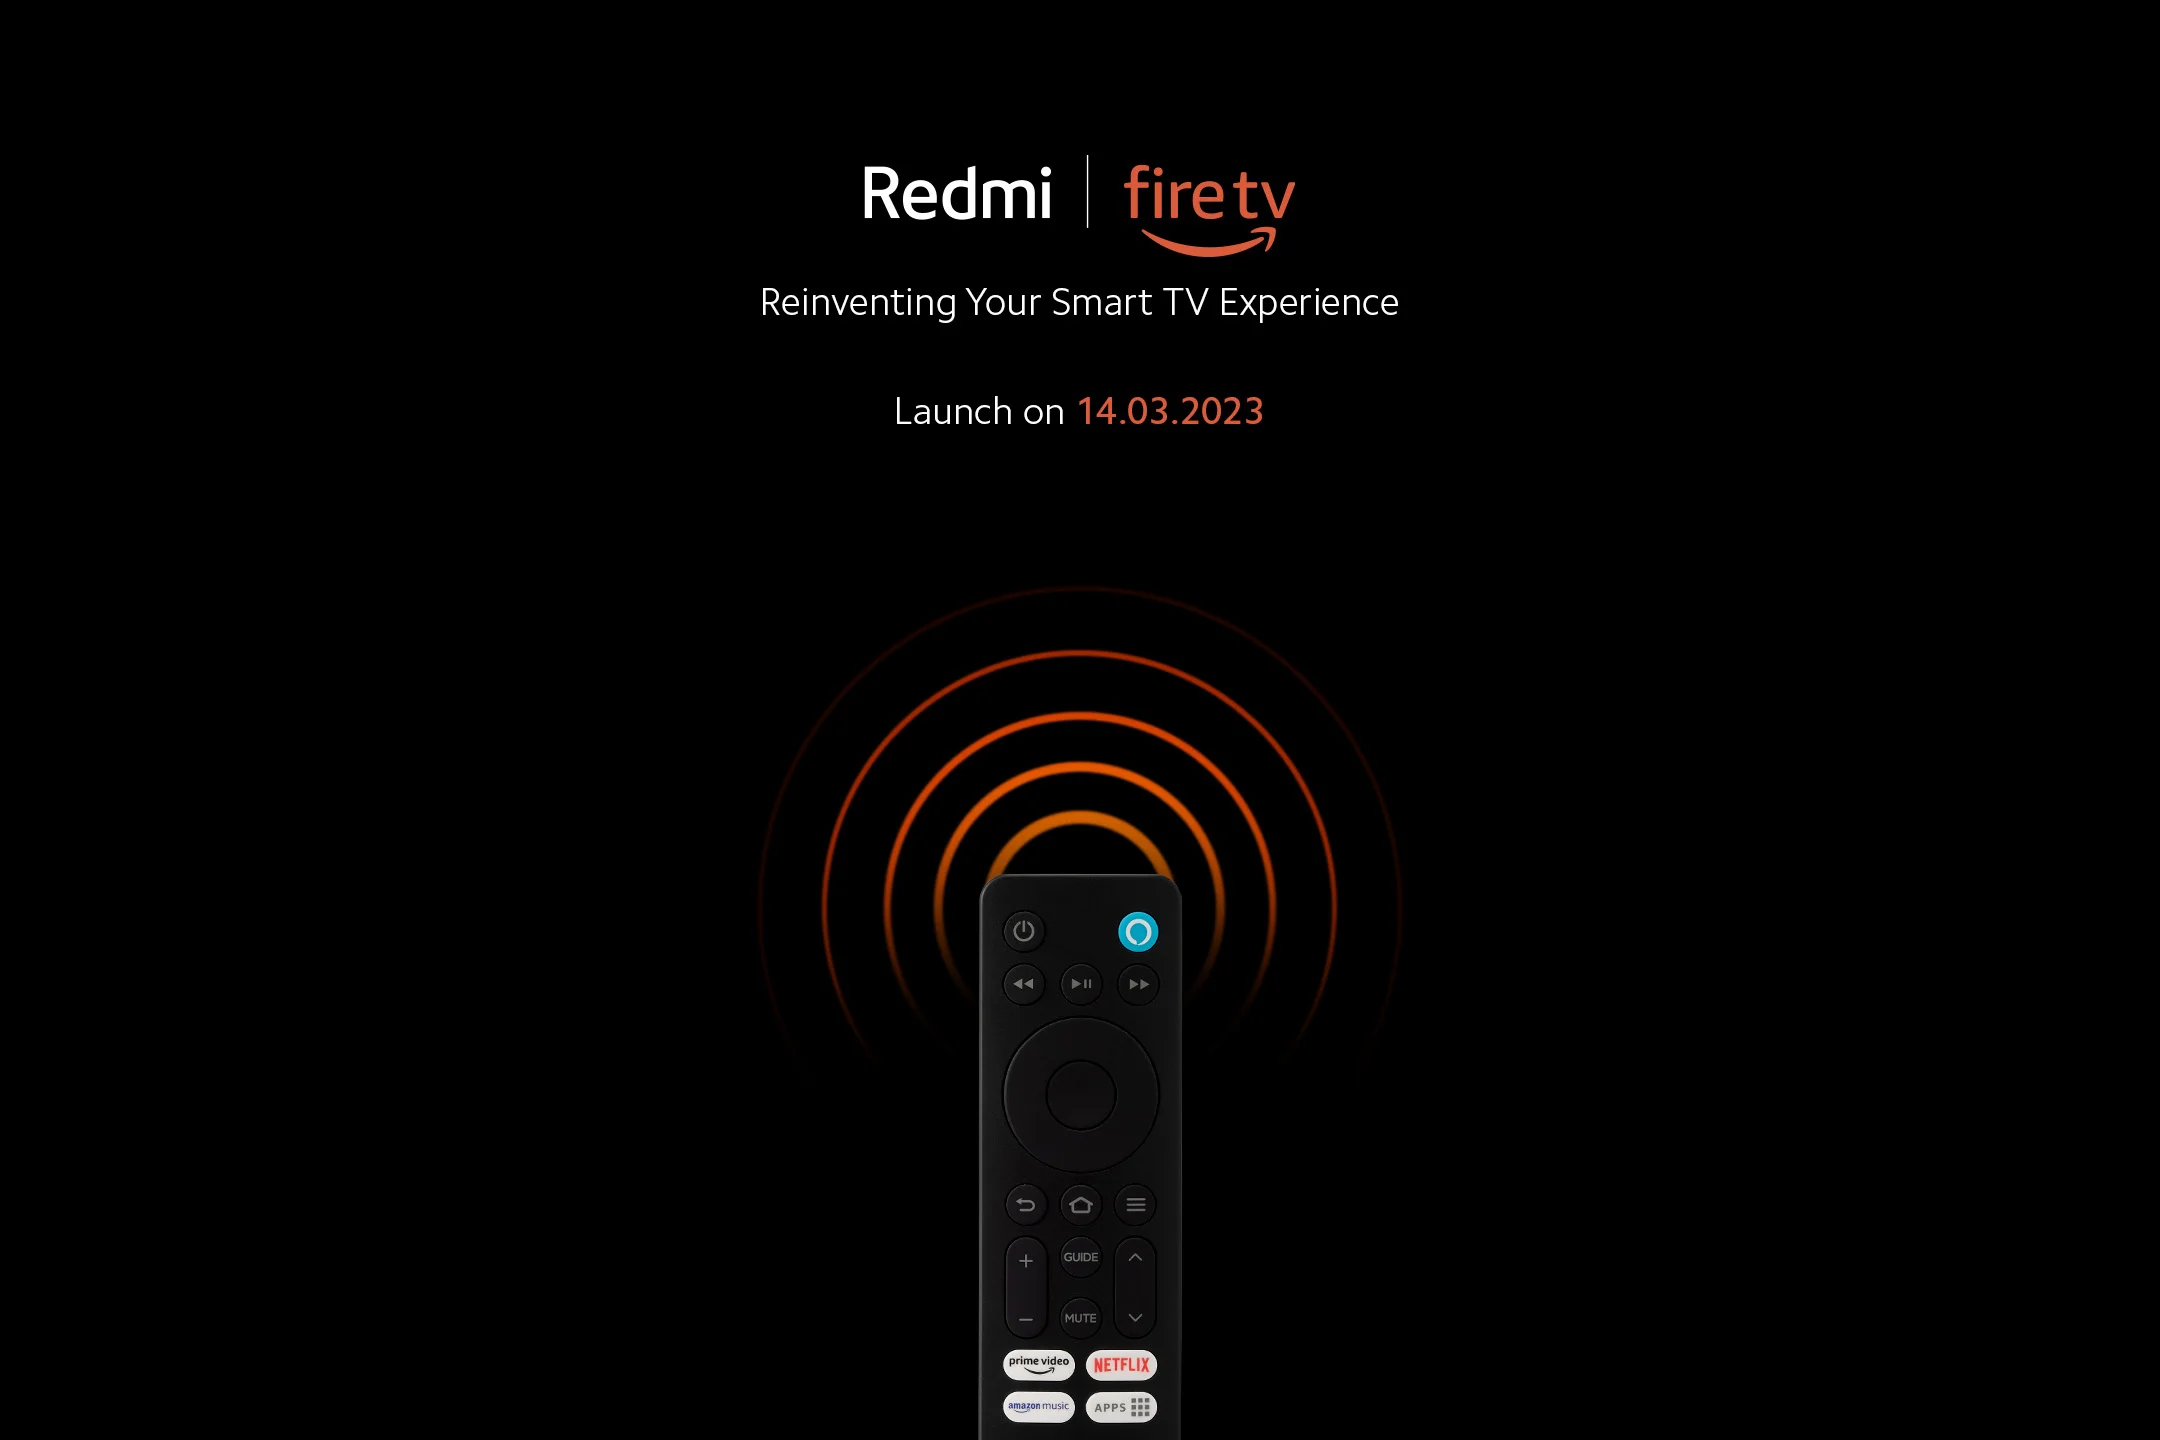 Redmi | fire tv
Reinventing Your Smart TV Experience
Launch on 14.03.2023
GUIDE
MUTE
prime video NETFLIX
amazon music APPS